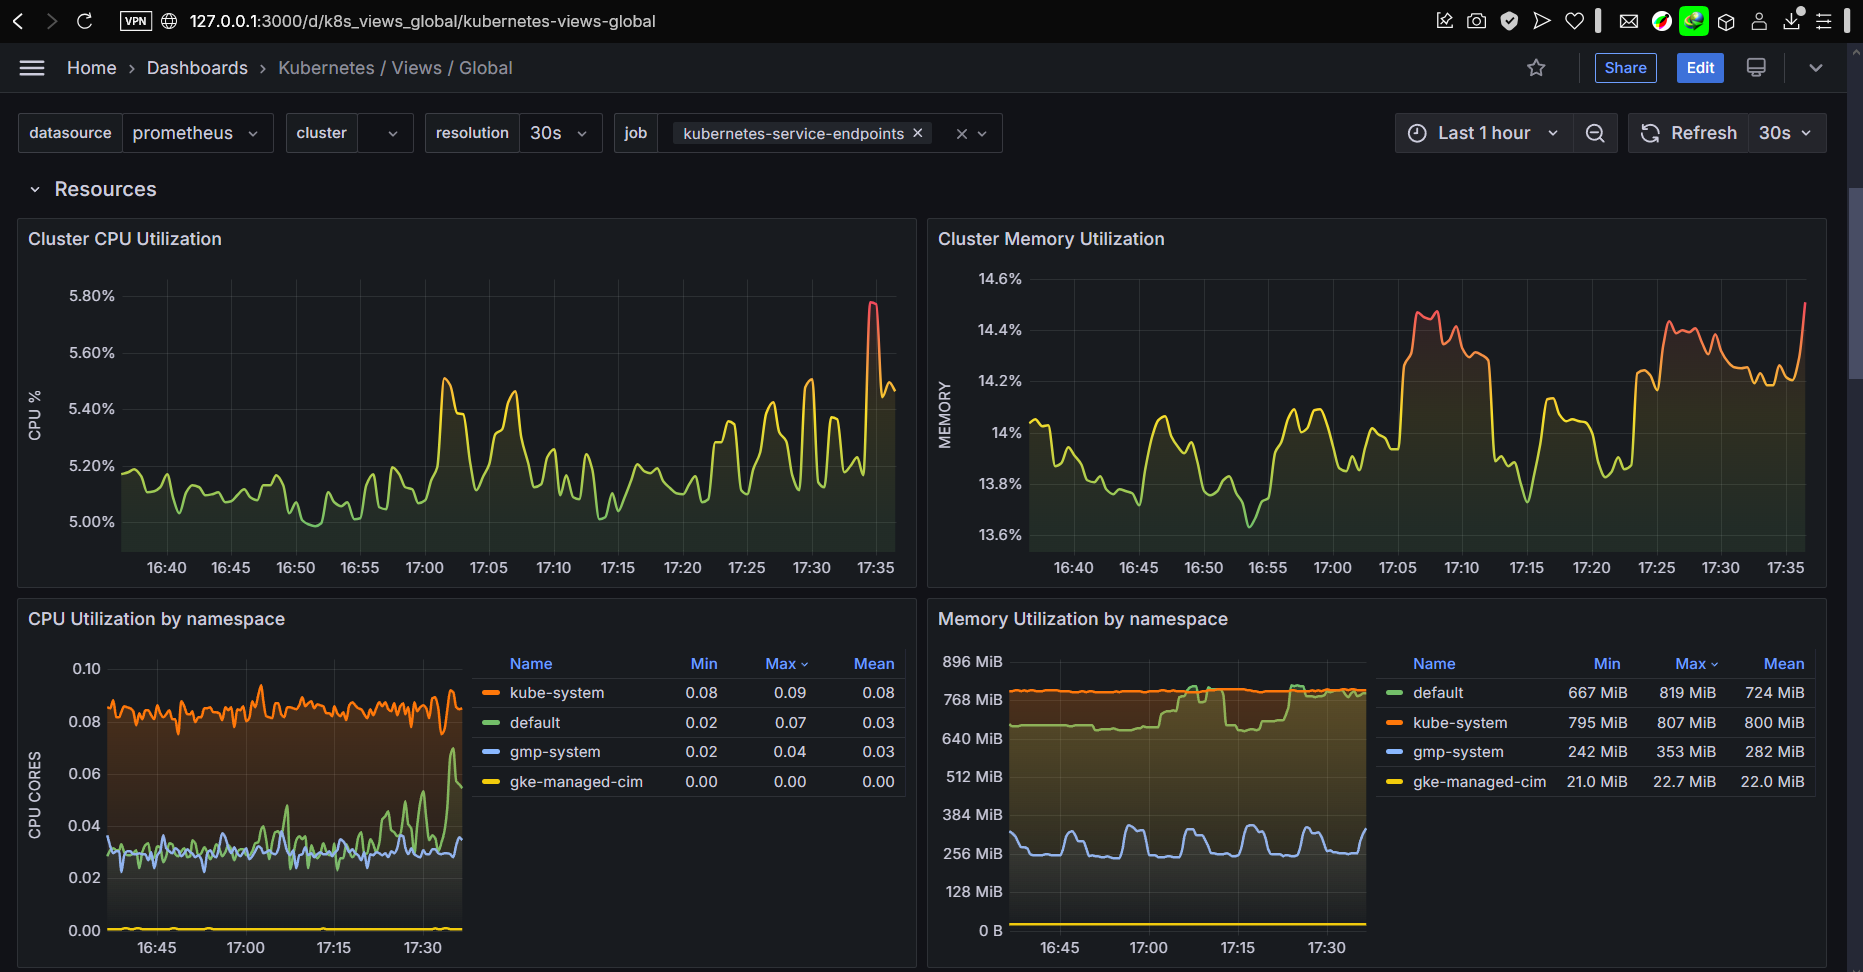 VPN 127.0.0.1:3000/d/k8s_views_global/kubernetes-views-global
Home › Dashboards › Kubernetes / Views / Global Share Edit
datasource prometheus cluster resolution 30s job kubernetes-service-endpoints Last 1 hour Refresh 30s
Resources
Cluster CPU Utilization
5.80%
5.60%
5.40%
5.20%
5.00%
CPU %
16:40 16:45 16:50 16:55 17:00 17:05 17:10 17:15 17:20 17:25 17:30 17:35
Cluster Memory Utilization
14.6%
14.4%
14.2%
14%
13.8%
13.6%
MEMORY
16:40 16:45 16:50 16:55 17:00 17:05 17:10 17:15 17:20 17:25 17:30 17:35
CPU Utilization by namespace
0.10
0.08
0.06
0.04
0.02
0.00
CPU CORES
16:45 17:00 17:15 17:30
Name Min Max Mean
kube-system 0.08 0.09 0.08
default 0.02 0.07 0.03
gmp-system 0.02 0.04 0.03
gke-managed-cim 0.00 0.00 0.00
Memory Utilization by namespace
896 MiB
768 MiB
640 MiB
512 MiB
384 MiB
256 MiB
128 MiB
0 B
16:45 17:00 17:15 17:30
Name Min Max Mean
default 667 MiB 819 MiB 724 MiB
kube-system 795 MiB 807 MiB 800 MiB
gmp-system 242 MiB 353 MiB 282 MiB
gke-managed-cim 21.0 MiB 22.7 MiB 22.0 MiB